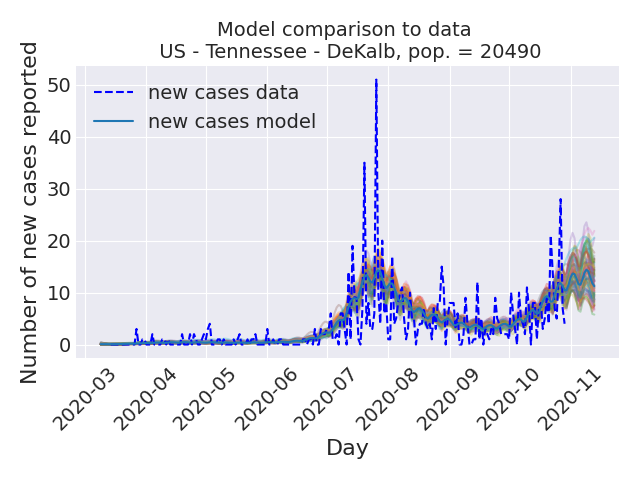 Model comparison to data
US - Tennessee - DeKalb, pop. = 20490
Number of new cases reported
50
40
30
20
10
0
new cases data
new cases model
2020-03
2020-04
2020-05
2020-06
2020-07
2020-08
2020-09
2020-10
2020-11
Day